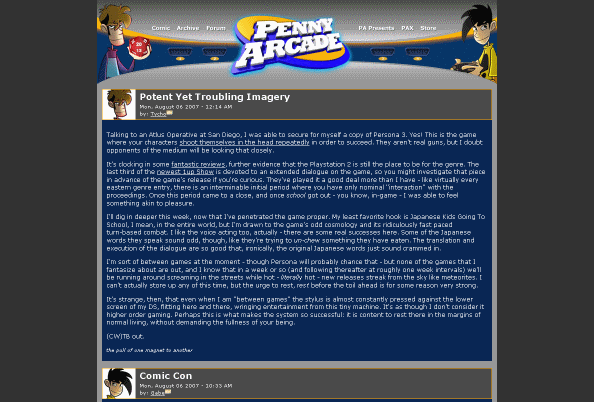 Comic Archive Forum
PENNY
ARCADE
PA Presents PAX Store
Potent Yet Troubling Imagery
Mon, August 06 2007 - 12:14 AM
by: Tycho
Talking to an Atlus Operative at San Diego, I was able to secure for myself a copy of Persona 3. Yes! This is the game
where your characters shoot themselves in the head repeatedly in order to succeed. They aren't real guns, but I doubt
opponents of the medium will be looking that closely.
It's clocking in some fantastic reviews, further evidence that the Playstation 2 is still the place to be for the genre. The
last third of the newest 1up Show is devoted to an extended dialogue on the game, so you might investigate that piece
in advance of the game's release if you're curious. They've played it a good deal more than I have - like virtually every
eastern genre entry, there is an interminable initial period where you have only nominal "interaction" with the
proceedings. Once this period came to a close, and once school got out - you know, in-game - I was able to feel
something akin to pleasure.
I'll dig in deeper this week, now that I've penetrated the game proper. My least favorite hook is Japanese Kids Going To
School, I mean, in the entire world, but I'm drawn to the game's odd cosmology and its ridiculously fast paced
turn-based combat. I like the voice acting too, actually - there are some real successes here. Some of the Japanese
words they speak sound odd, though, like they're trying to un-chew something they have eaten. The translation and
execution of the dialogue are so good that, ironically, the original Japanese words just sound crammed in.
I'm sort of between games at the moment - though Persona will probably chance that - but none of the games that I
fantasize about are out, and I know that in a week or so (and following thereafter at roughly one week intervals) we'll
be running around screaming in the streets while hot - literally hot - new releases streak from the sky like meteorites. I
can't actually store up any of this time, but the urge to rest, rest before the toil ahead is for some reason very strong.
It's strange, then, that even when I am "between games" the stylus is almost constantly pressed against the lower
screen of my DS, flitting here and there, wringing entertainment from this tiny machine. It's as though I don't consider it
higher order gaming. Perhaps this is what makes the system so successful: it is content to rest there in the margins of
normal living, without demanding the fullness of your being.
(CW)TB out.
the pull of one magnet to another
Comic Con
Mon, August 06 2007 - 10:33 AM
by: Gabe